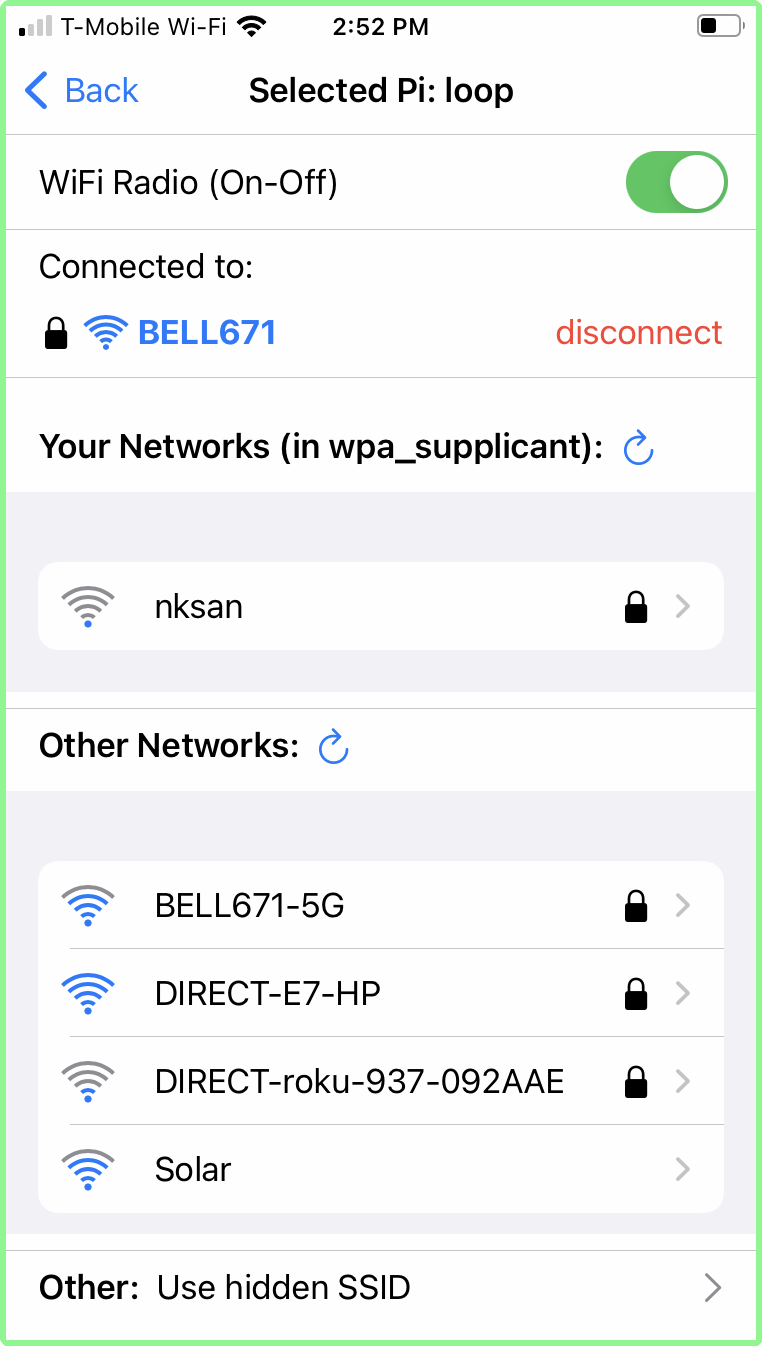 T-Mobile Wi-Fi 2:52 PM
Back Selected Pi: loop
WiFi Radio (On-Off)
Connected to:
BELL671 disconnect
Your Networks (in wpa_supplicant):
nksan
Other Networks:
BELL671-5G
DIRECT-E7-HP
DIRECT-roku-937-092AAE
Solar
Other: Use hidden SSID